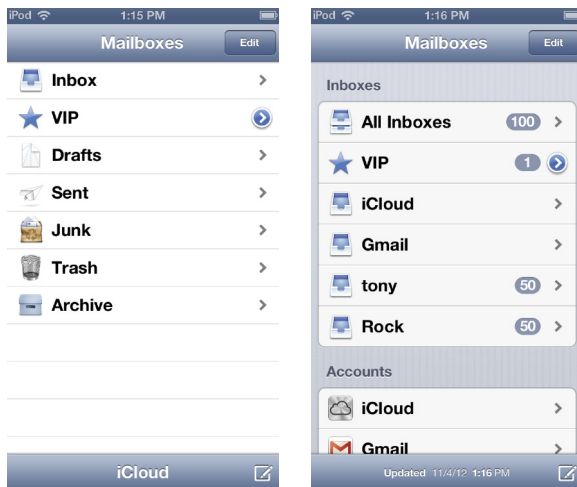 iPod 1:15 PM
Mailboxes Edit
Inbox
VIP
Drafts
Sent
Junk
Trash
Archive
iCloud
iPod 1:16 PM
Mailboxes Edit
Inboxes
All Inboxes 100
VIP 1
iCloud
Gmail
tony 50
Rock 50
Accounts
iCloud
Gmail
Updated 11/4/12 1:16 PM